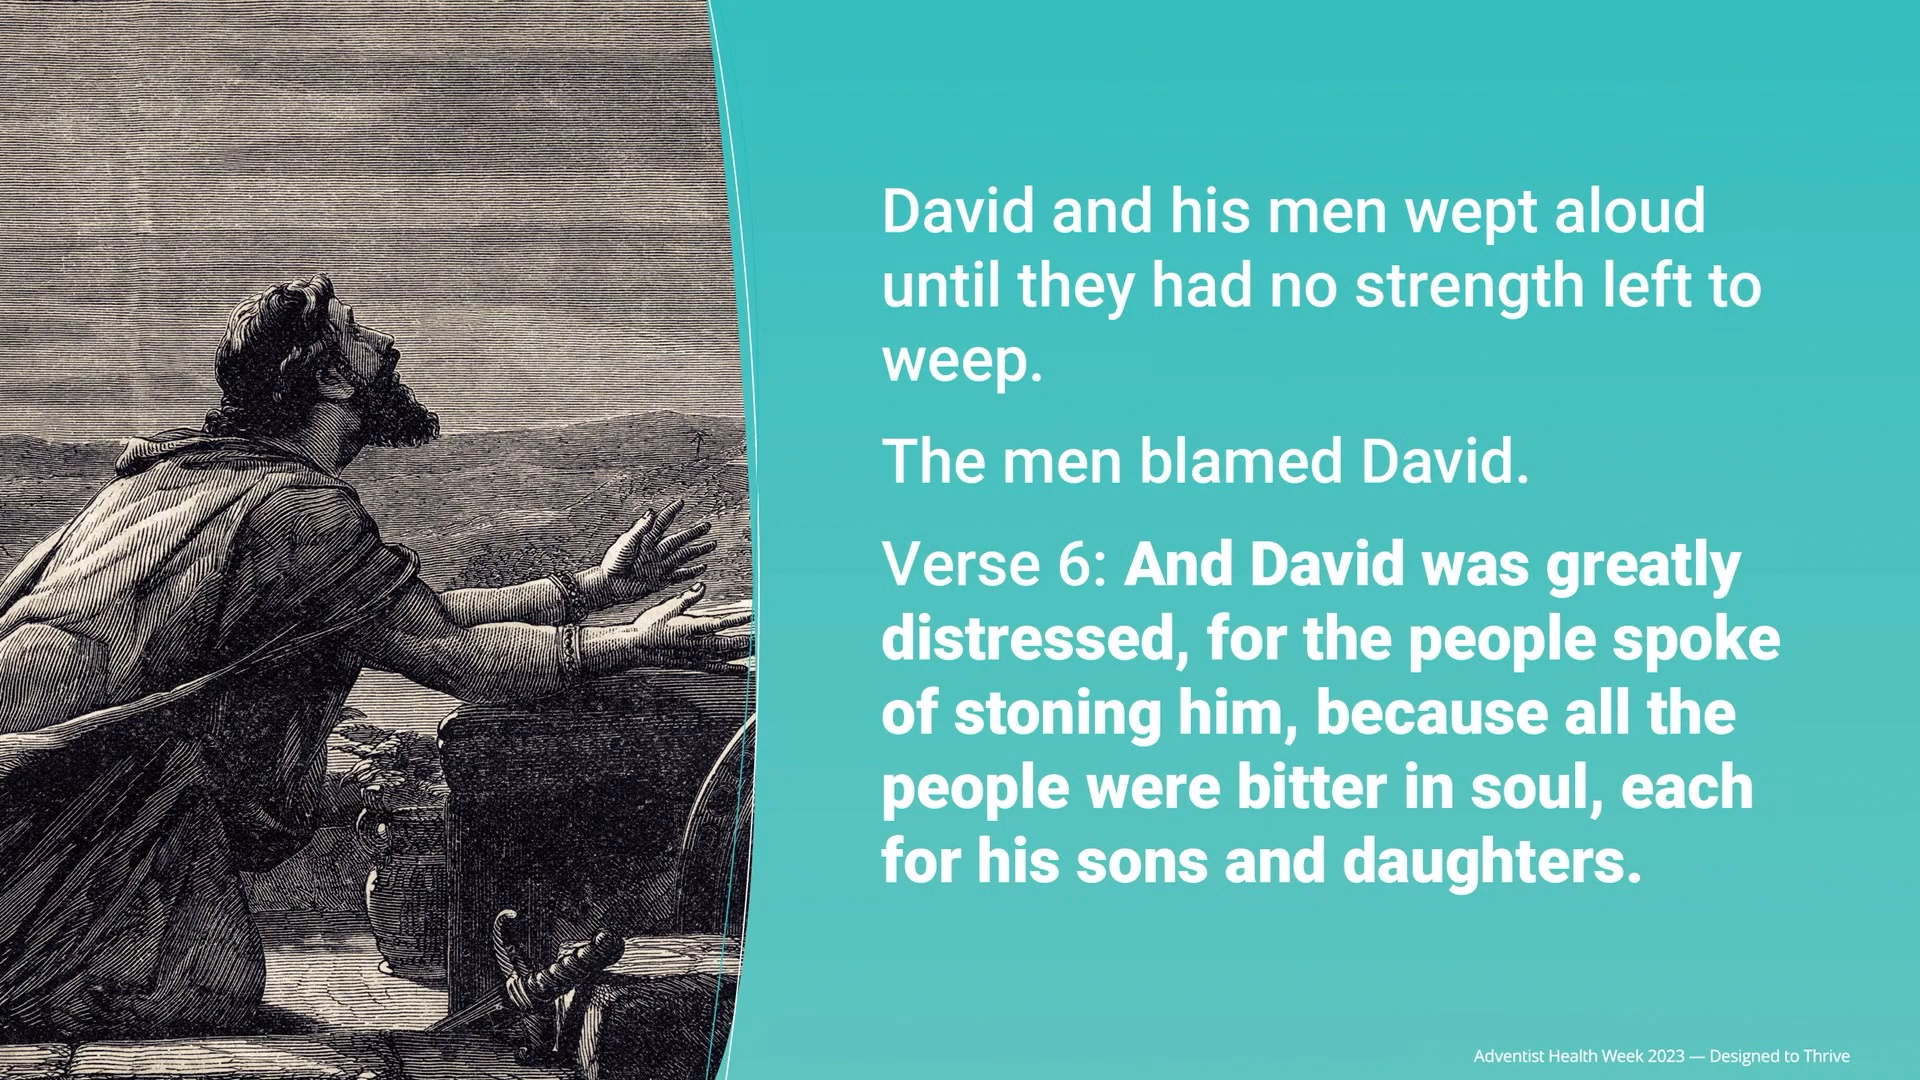 David and his men wept aloud
until they had no strength left to
weep.
The men blamed David.
Verse 6: And David was greatly
distressed, for the people spoke
of stoning him, because all the
people were bitter in soul, each
for his sons and daughters.
Adventist Health Week 2023 — Designed to Thrive